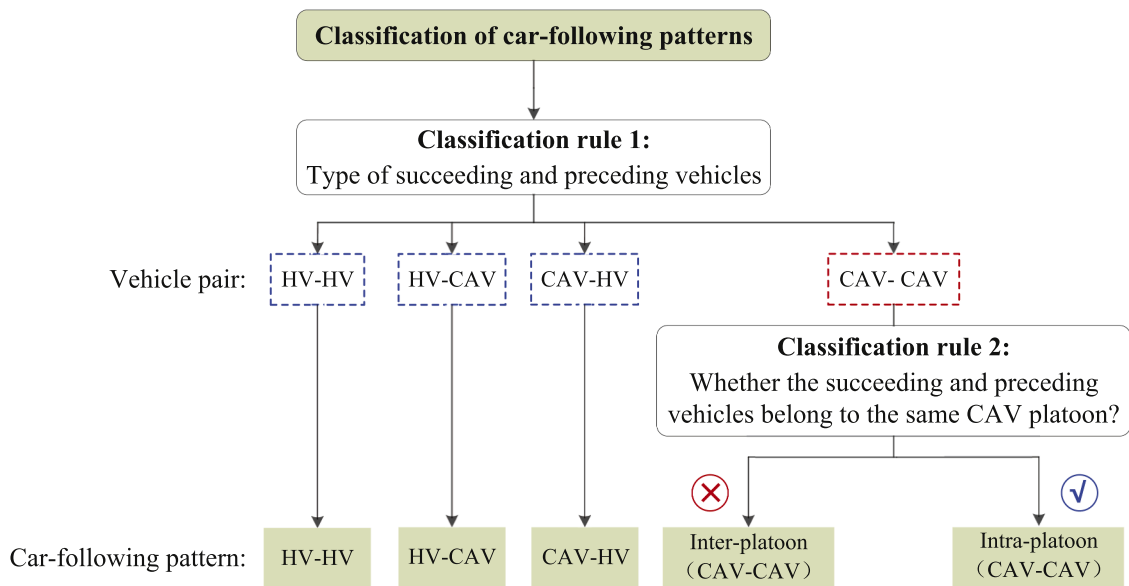 Classification of car-following patterns
Classification rule 1:
Type of succeeding and preceding vehicles
Vehicle pair:
HV-HV
HV-CAV
CAV-HV
CAV- CAV
Classification rule 2:
Whether the succeeding and preceding
vehicles belong to the same CAV platoon?
×
√
Car-following pattern:
HV-HV
HV-CAV
CAV-HV
Inter-platoon
（CAV-CAV）
Intra-platoon
（CAV-CAV）